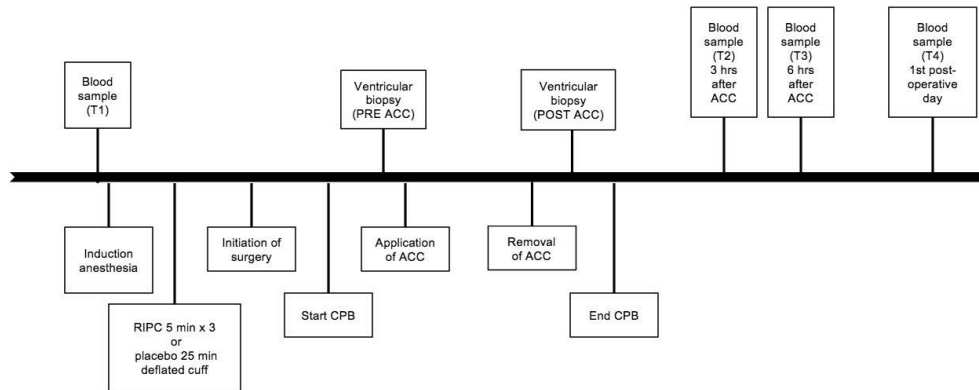 Blood
sample
(T1)
Ventricular
biopsy
(PRE ACC)
Ventricular
biopsy
(POST ACC)
Blood
sample
(T2)
3 hrs
after
ACC
Blood
sample
(T3)
6 hrs
after
ACC
Blood
sample
(T4)
1st post-
operative
day
Induction
anesthesia
RIPC 5 min x 3
or
placebo 25 min
deflated cuff
Initiation of
surgery
Start CPB
Application
of ACC
Removal
of ACC
End CPB